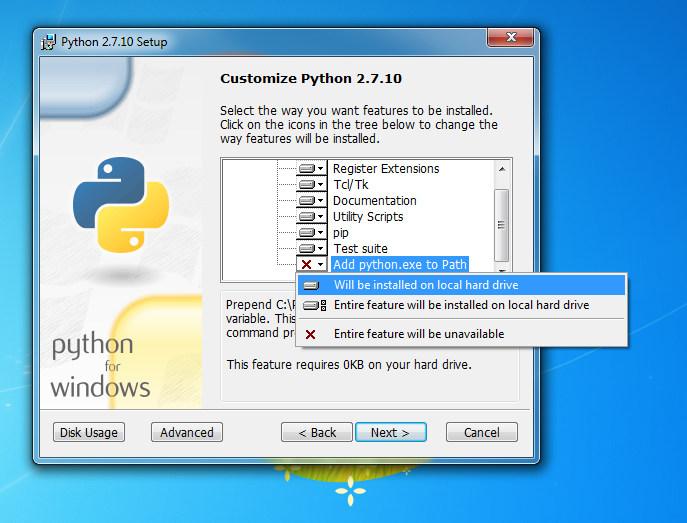 Python 2.7.10 Setup
Customize Python 2.7.10
Select the way you want features to be installed.
Click on the icons in the tree below to change the
way features will be installed.
Register Extensions
Tcl/Tk
Documentation
Utility Scripts
pip
Test suite
Add python.exe to Path
Will be installed on local hard drive
Entire feature will be installed on local hard drive
Entire feature will be unavailable
Prepend C:\
variable. This
command
This feature requires 0KB on your hard drive.
python
for
windows
Disk Usage
Advanced
< Back
Next >
Cancel